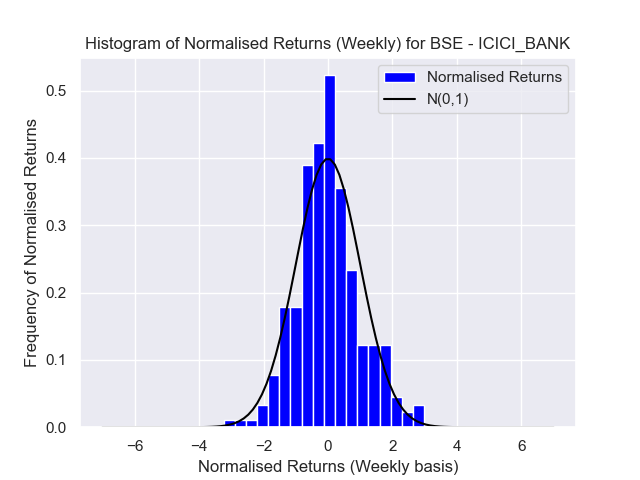 Histogram of Normalised Returns (Weekly) for BSE - ICICI_BANK
Normalised Returns
N(0,1)
Frequency of Normalised Returns
0.5
0.4
0.3
0.2
0.1
0.0
−6 −4 −2 0 2 4 6
Normalised Returns (Weekly basis)